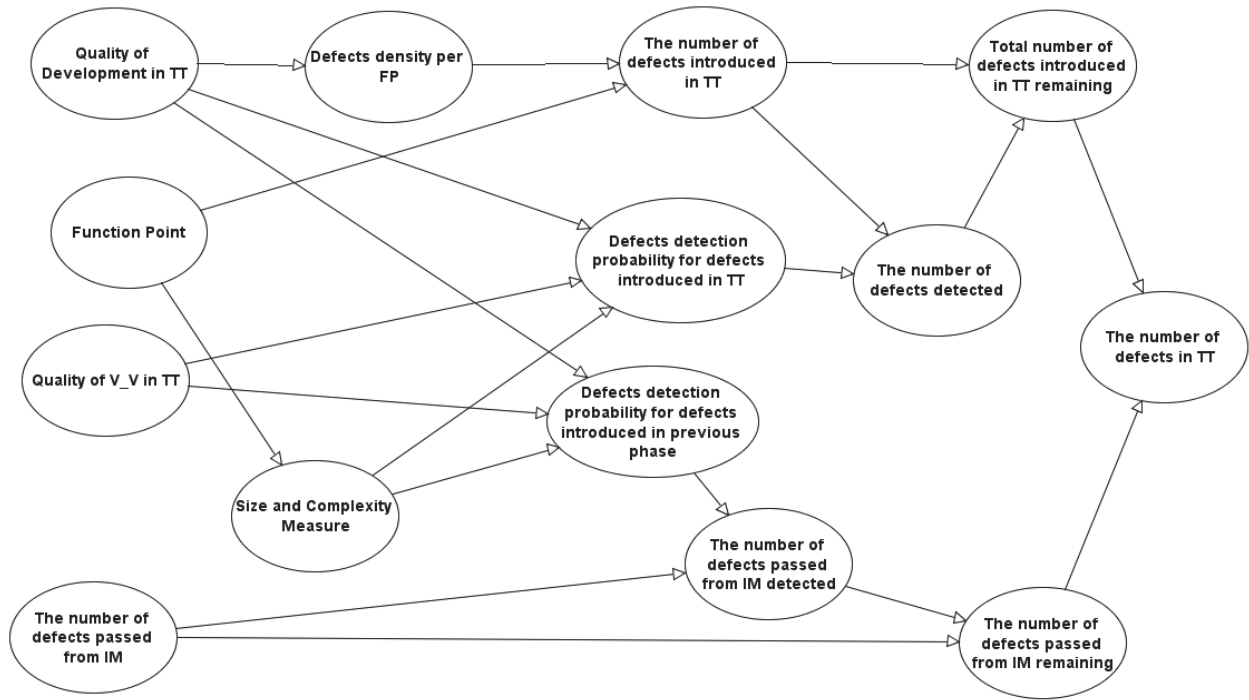 Quality of
Development in TT
Defects density per
FP
The number of
defects introduced
in TT
Total number of
defects introduced
in TT remaining
Function Point
Defects detection
probability for defects
introduced in TT
The number of
defects detected
The number of
defects in TT
Quality of V_V in TT
Defects detection
probability for defects
introduced in previous
phase
Size and Complexity
Measure
The number of
defects passed
from IM detected
The number of
defects passed
from IM
The number of
defects passed
from IM remaining